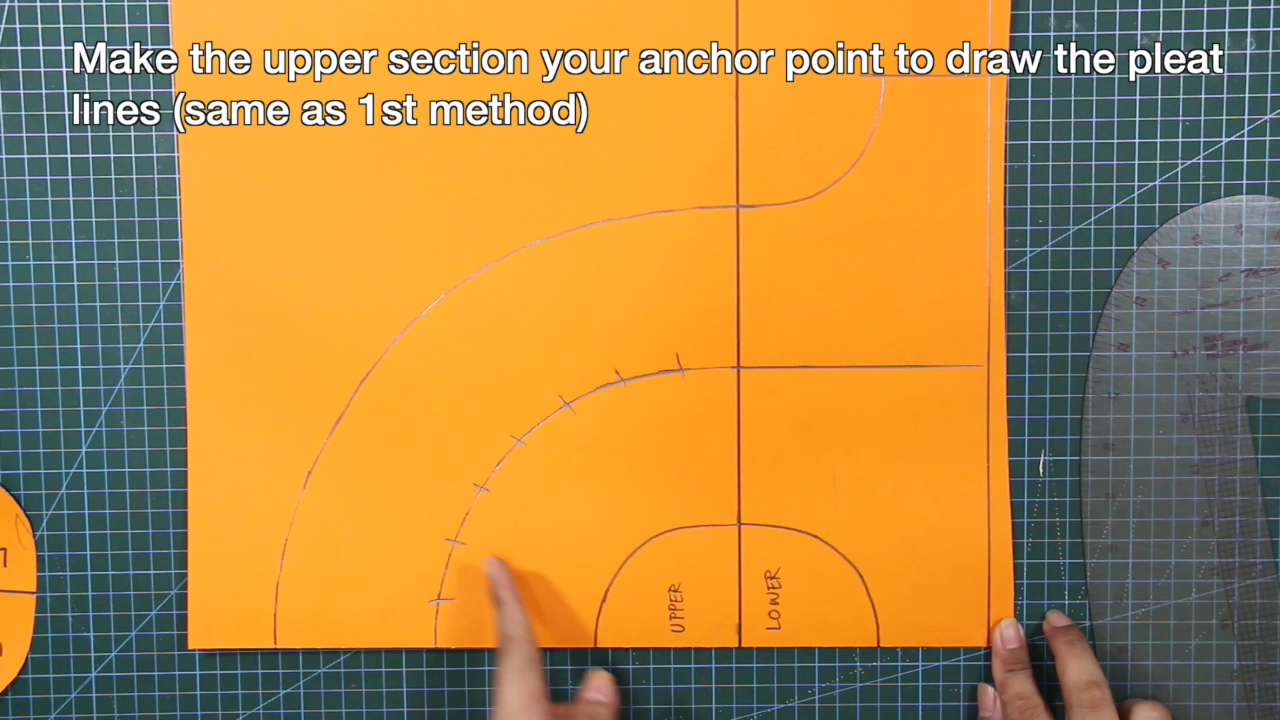 Make the upper section your anchor point to draw the pleat
lines (same as 1st method)
UPPER
LOWER